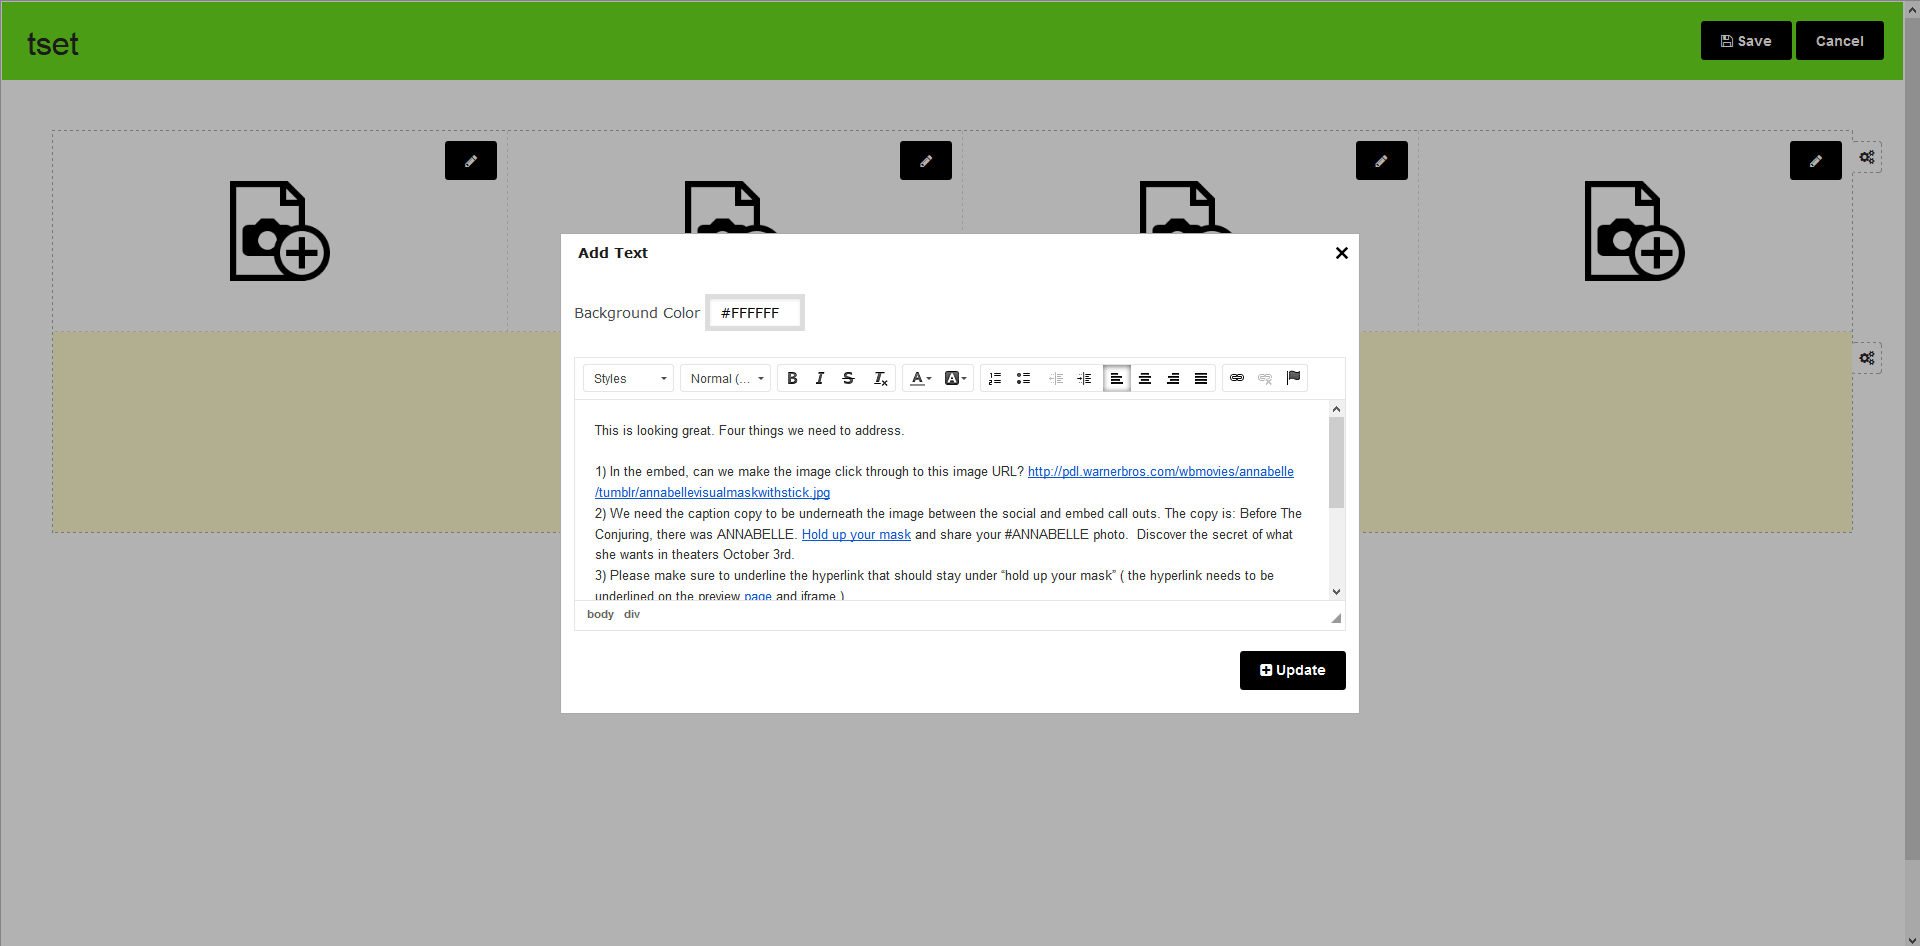 tset
Save
Cancel
Add Text
Background Color #FFFFFF
Styles
Normal (...
This is looking great. Four things we need to address.
1) In the embed, can we make the image click through to this image URL? http://pdl.warnerbros.com/wbmovies/annabelle
/tumblr/annabellevisualmaskwithstick.jpg
2) We need the caption copy to be underneath the image between the social and embed call outs. The copy is: Before The
Conjuring, there was ANNABELLE. Hold up your mask and share your #ANNABELLE photo.  Discover the secret of what
she wants in theaters October 3rd.
3) Please make sure to underline the hyperlink that should stay under “hold up your mask” ( the hyperlink needs to be
underlined on the preview page and iframe )
body div
Update